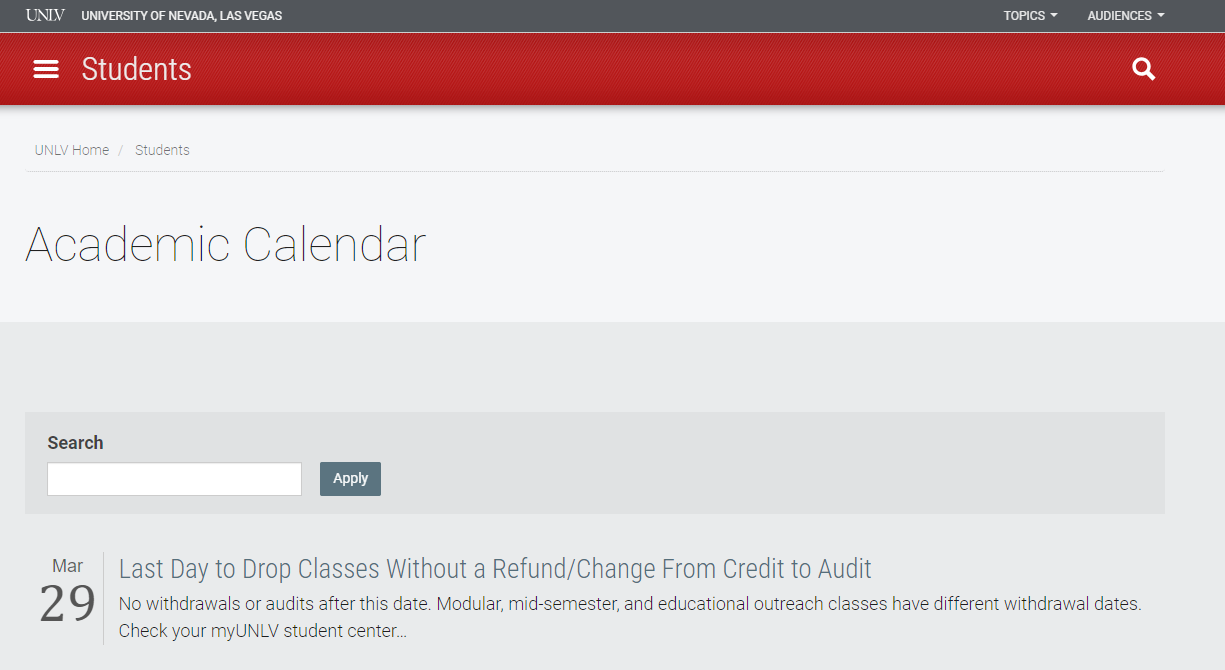 UNLV UNIVERSITY OF NEVADA, LAS VEGAS TOPICS AUDIENCES
Students
UNLV Home / Students
Academic Calendar
Search
Apply
Mar
29
Last Day to Drop Classes Without a Refund/Change From Credit to Audit
No withdrawals or audits after this date. Modular, mid-semester, and educational outreach classes have different withdrawal dates.
Check your myUNLV student center...